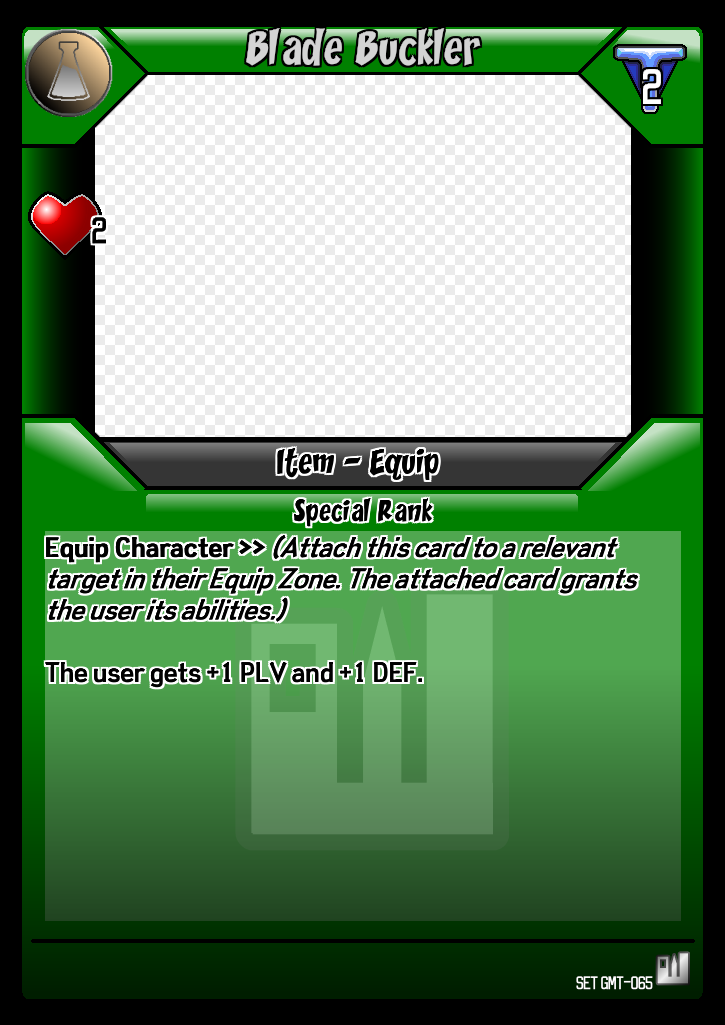 Blade Buckler
2
2
Item - Equip
Special Rank
Equip Character >> (Attach this card to a relevant
target in their Equip Zone. The attached card grants
the user its abilities.)
The user gets +1 PLV and +1 DEF.
SET GMT-065